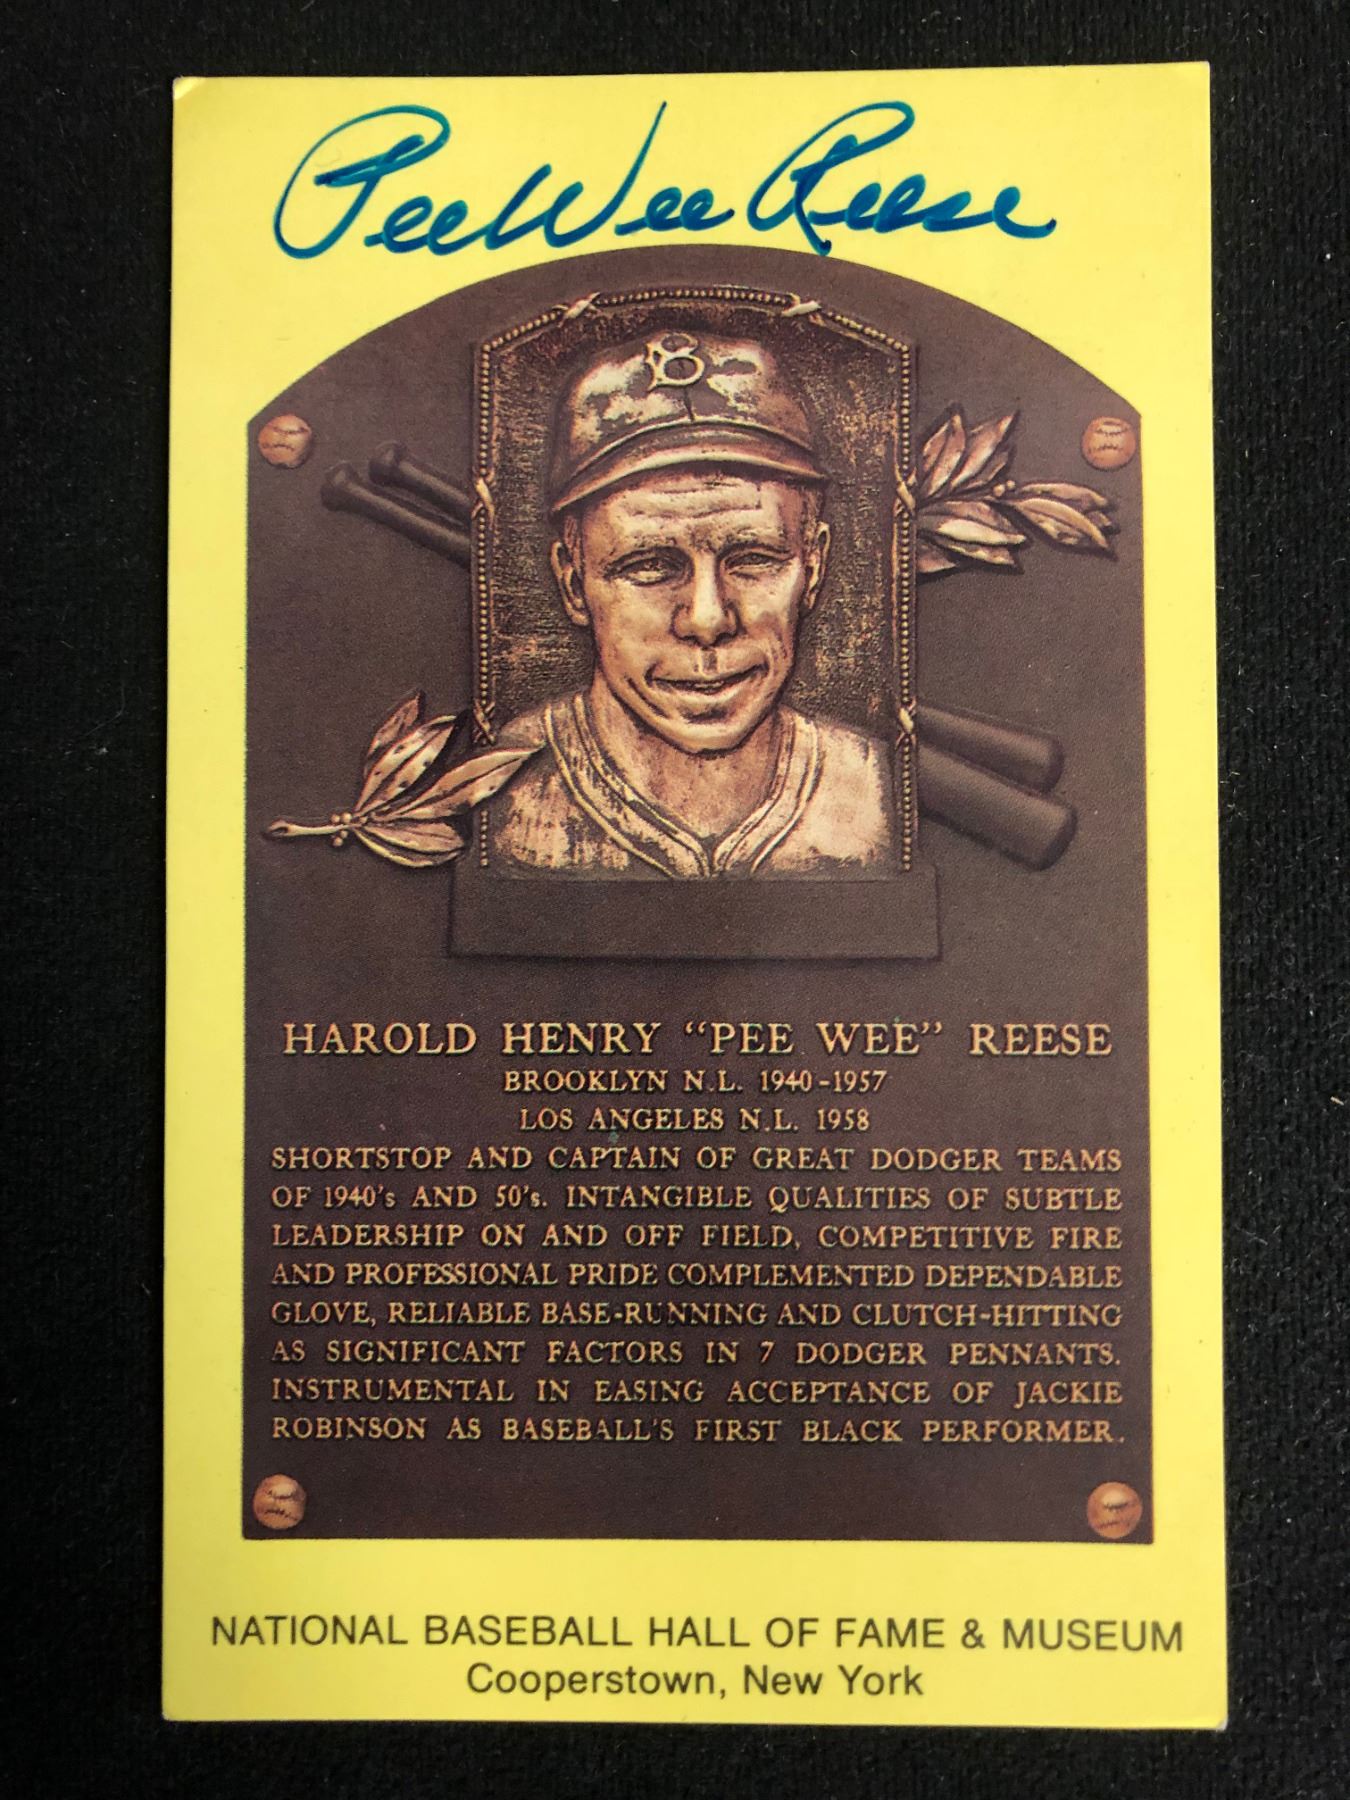 Pee Wee Reese
B
HAROLD HENRY “PEE WEE” REESE
BROOKLYN N.L. 1940-1957
LOS ANGELES N.L. 1958
SHORTSTOP AND CAPTAIN OF GREAT DODGER TEAMS
OF 1940's AND 50's. INTANGIBLE QUALITIES OF SUBTLE
LEADERSHIP ON AND OFF FIELD, COMPETITIVE FIRE
AND PROFESSIONAL PRIDE COMPLEMENTED DEPENDABLE
GLOVE, RELIABLE BASE-RUNNING AND CLUTCH-HITTING
AS SIGNIFICANT FACTORS IN 7 DODGER PENNANTS.
INSTRUMENTAL IN EASING ACCEPTANCE OF JACKIE
ROBINSON AS BASEBALL'S FIRST BLACK PERFORMER.
NATIONAL BASEBALL HALL OF FAME & MUSEUM
Cooperstown, New York